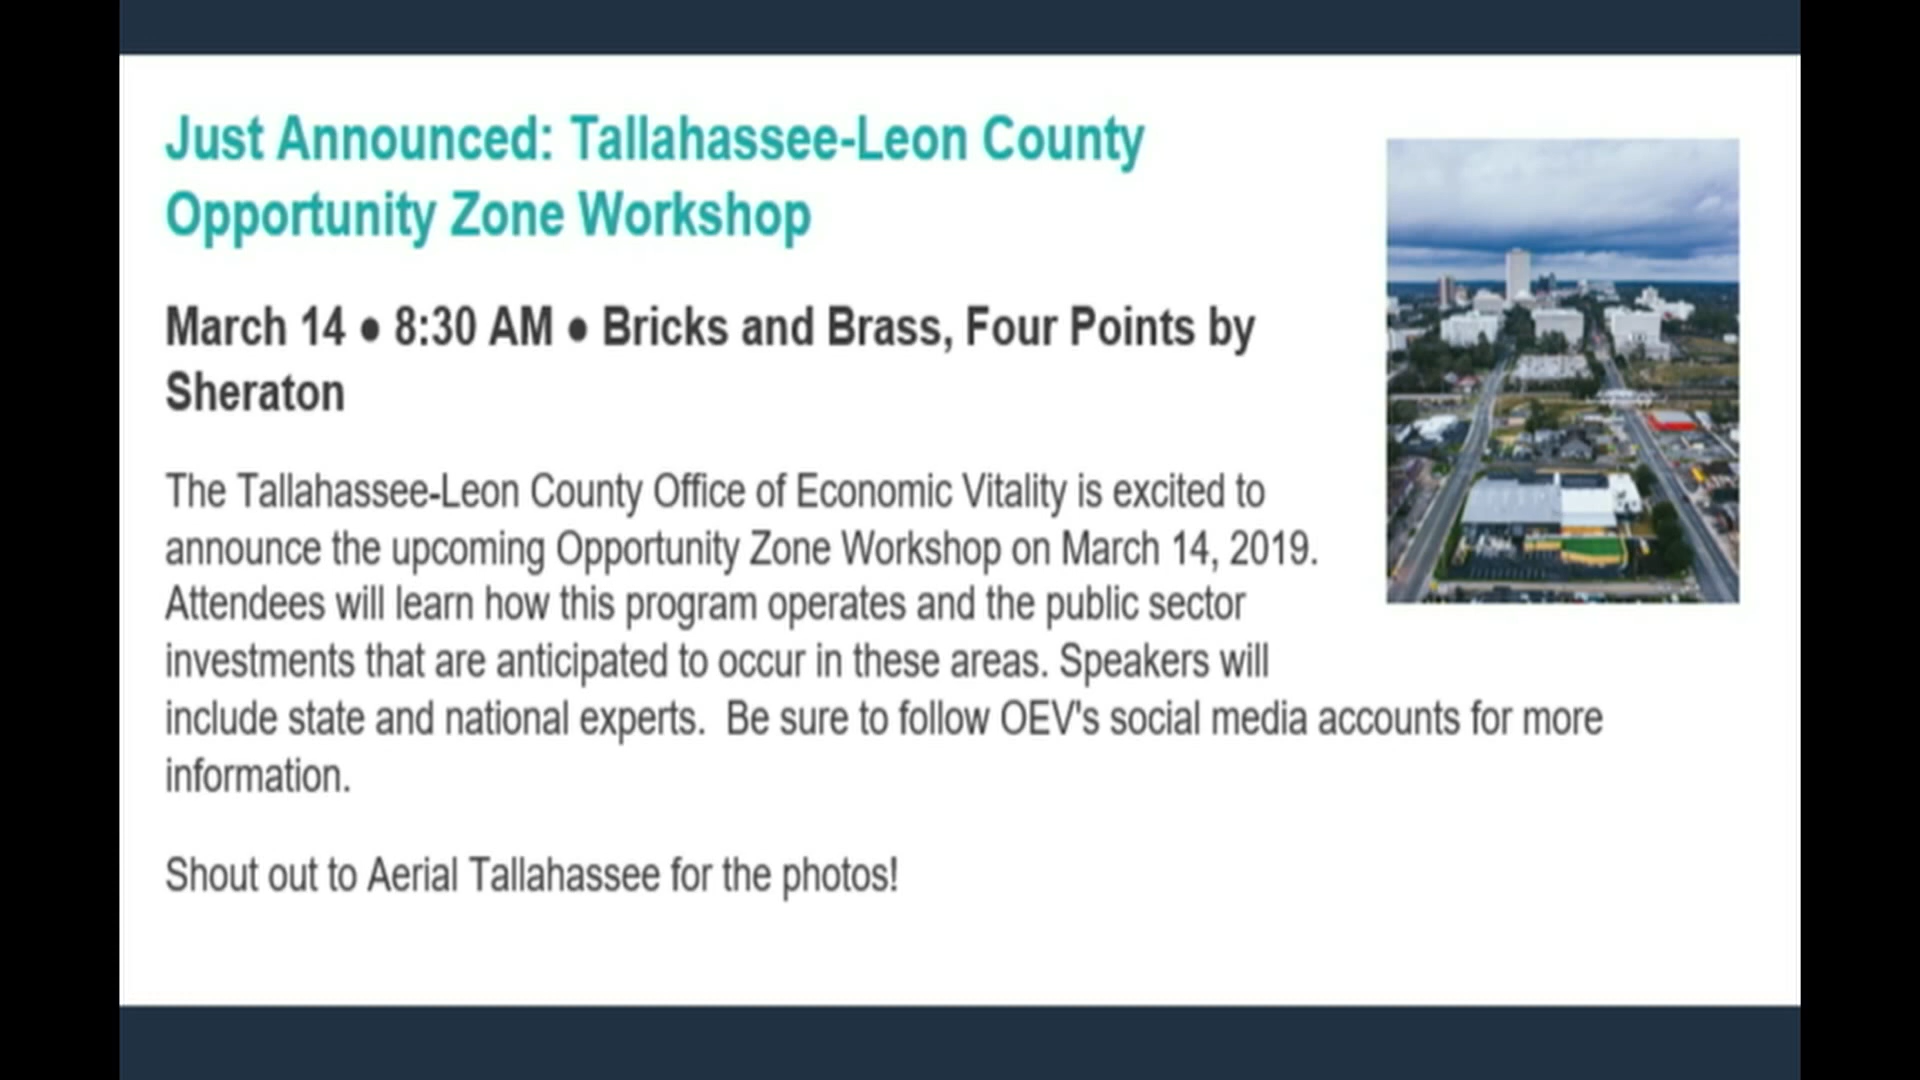 Just Announced: Tallahassee-Leon County
Opportunity Zone Workshop
March 14 ● 8:30 AM ● Bricks and Brass, Four Points by
Sheraton
The Tallahassee-Leon County Office of Economic Vitality is excited to
announce the upcoming Opportunity Zone Workshop on March 14, 2019.
Attendees will learn how this program operates and the public sector
investments that are anticipated to occur in these areas. Speakers will
include state and national experts.  Be sure to follow OEV's social media accounts for more
information.
Shout out to Aerial Tallahassee for the photos!